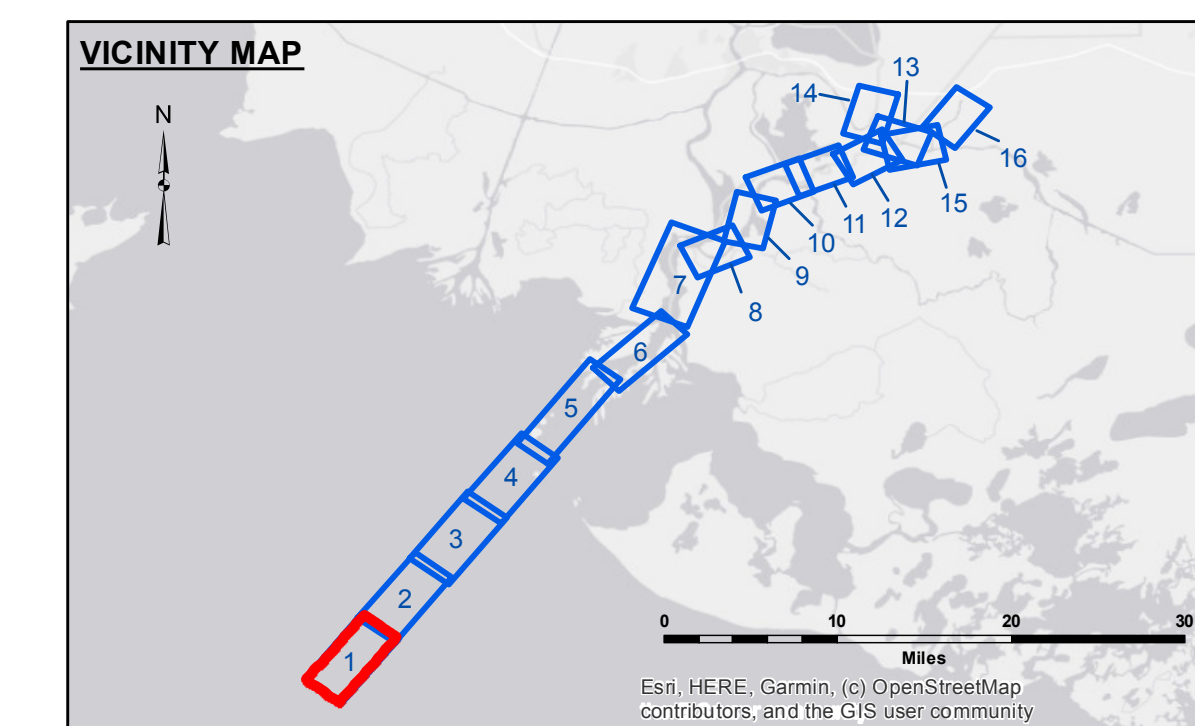 VICINITY MAP
N
13
14
16
15
12
11
10
9
8
7
6
5
4
3
2
1
0 10 20 30
Miles
Esri, HERE, Garmin, (c) OpenStreetMap
contributors, and the GIS user community